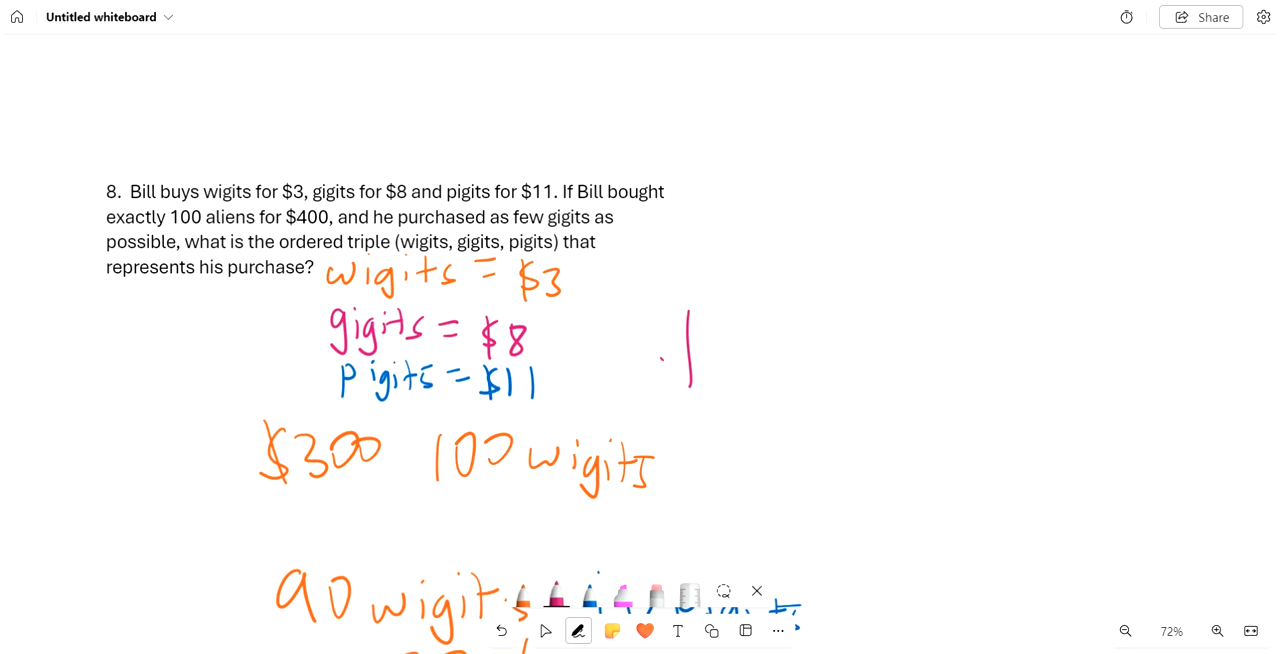 Untitled whiteboard
Share
8. Bill buys wigits for $3, gigits for $8 and pigits for $11. If Bill bought
exactly 100 aliens for $400, and he purchased as few gigits as
possible, what is the ordered triple (wigits, gigits, pigits) that
represents his purchase?
wigits = $3
gigits = $8
pigits = $11
$300 100 wigits
90 wigits
72%